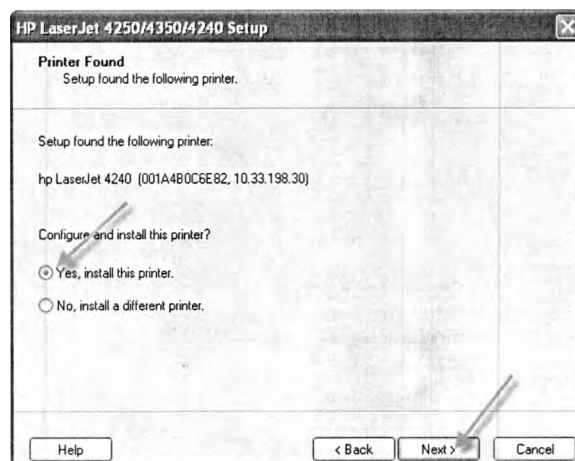 HP LaserJet 4250/4350/4240 Setup
Printer Found
Setup found the following printer.
Setup found the following printer:
hp LaserJet 4240 (001A4B0C6E82, 10.33.198.30)
Configure and install this printer?
Yes, install this printer.
No, install a different printer.
Help
< Back
Next >
Cancel